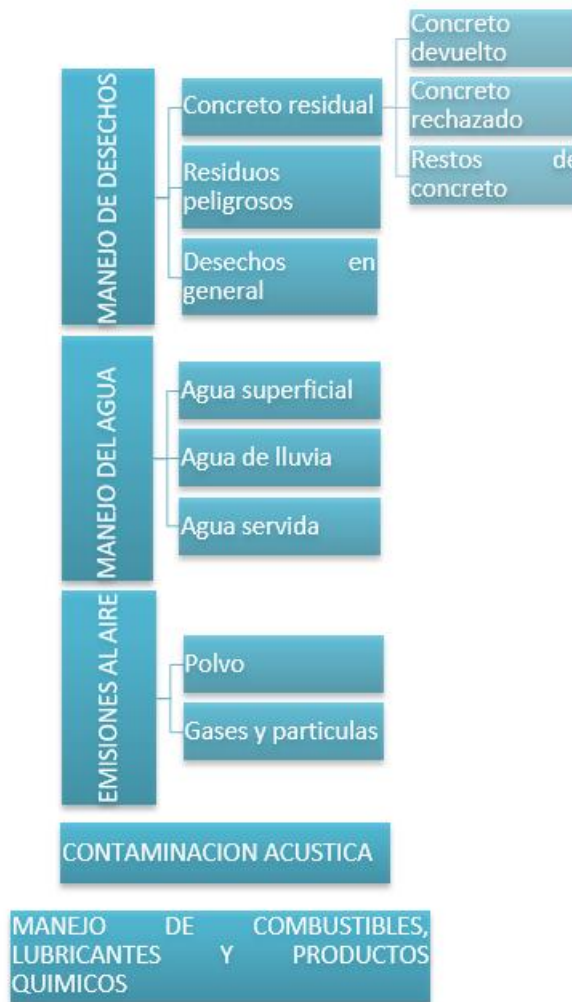 MANEJO DE DESECHOS
Concreto residual
Concreto
devuelto
Concreto
rechazado
Restos de
concreto
Residuos
peligrosos
Desechos en
general
MANEJO DEL AGUA
Agua superficial
Agua de lluvia
Agua servida
EMISIONES AL AIRE
Polvo
Gases y particulas
CONTAMINACION ACUSTICA
MANEJO DE COMBUSTIBLES,
LUBRICANTES Y PRODUCTOS
QUIMICOS